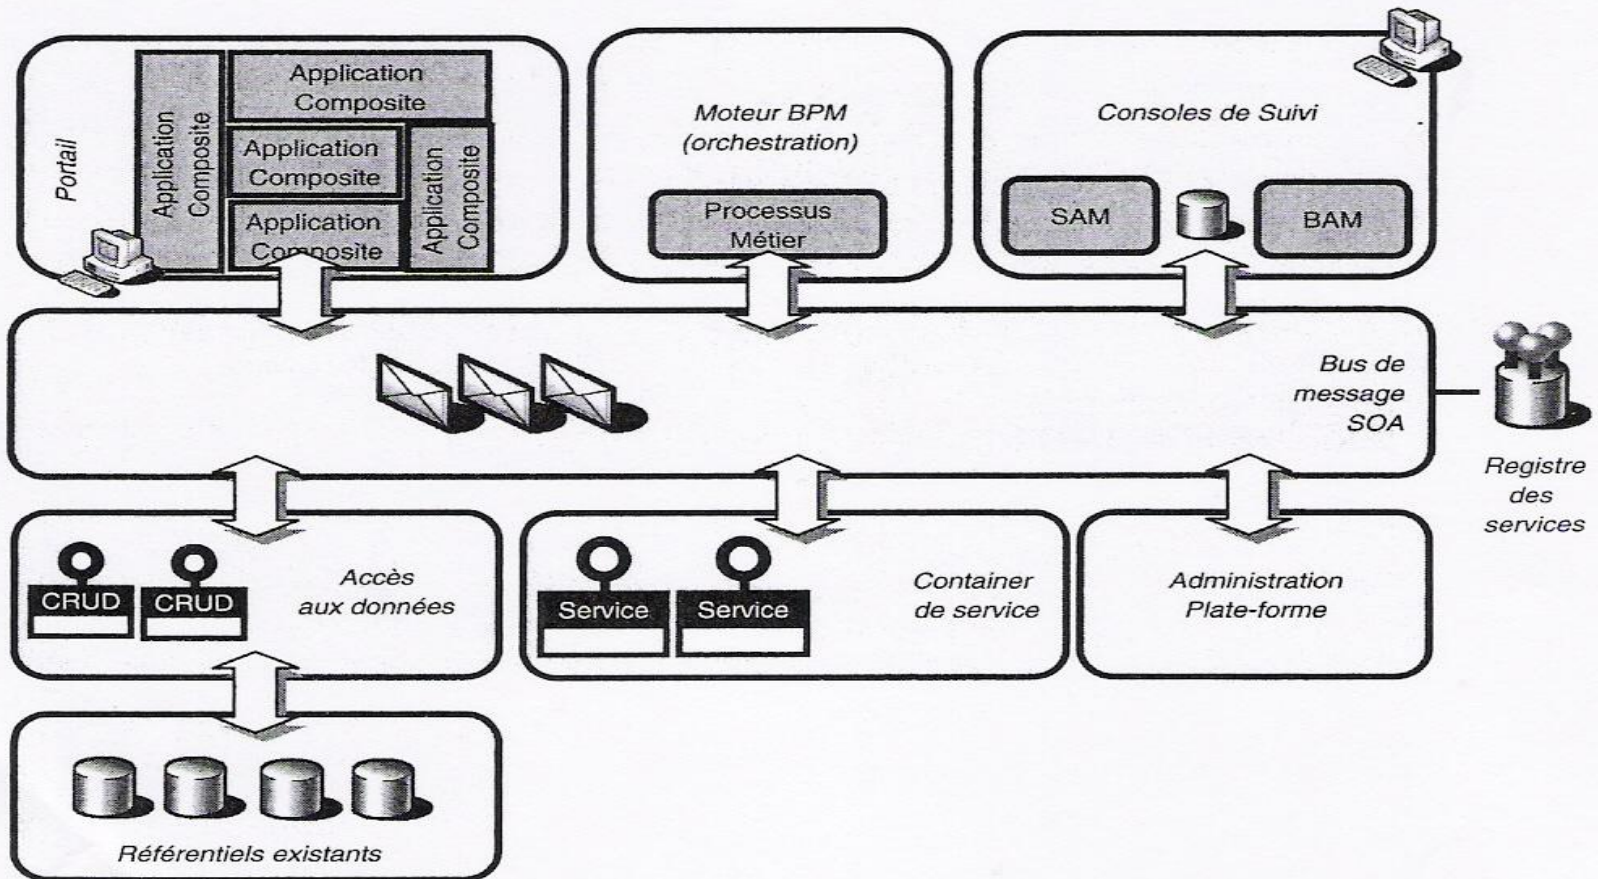 Portail
Application
Composite
Application
Composite
Application
Composite
Application
Composite
Application
Composite
Moteur BPM
(orchestration)
Processus
Métier
Consoles de Suivi
SAM
BAM
Bus de
message
SOA
Registre
des
services
CRUD
CRUD
Accès
aux données
Service
Service
Container
de service
Administration
Plate-forme
Référentiels existants